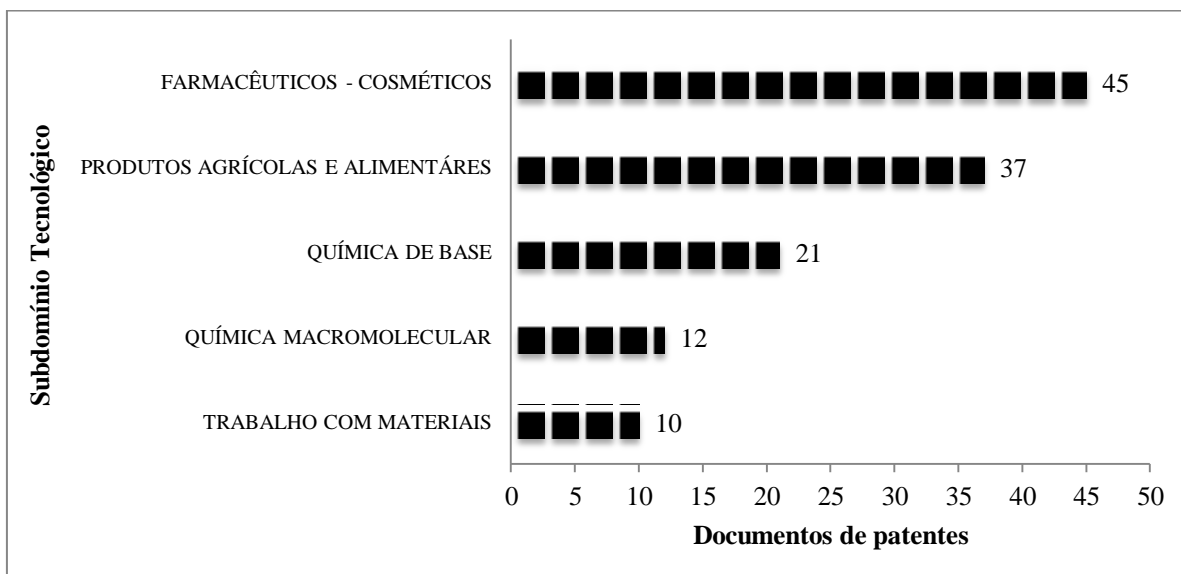 Subdomínio Tecnológico
FARMACÊUTICOS - COSMÉTICOS 45
PRODUTOS AGRÍCOLAS E ALIMENTÁRES 37
QUÍMICA DE BASE 21
QUÍMICA MACROMOLECULAR 12
TRABALHO COM MATERIAIS 10
0 5 10 15 20 25 30 35 40 45 50
Documentos de patentes